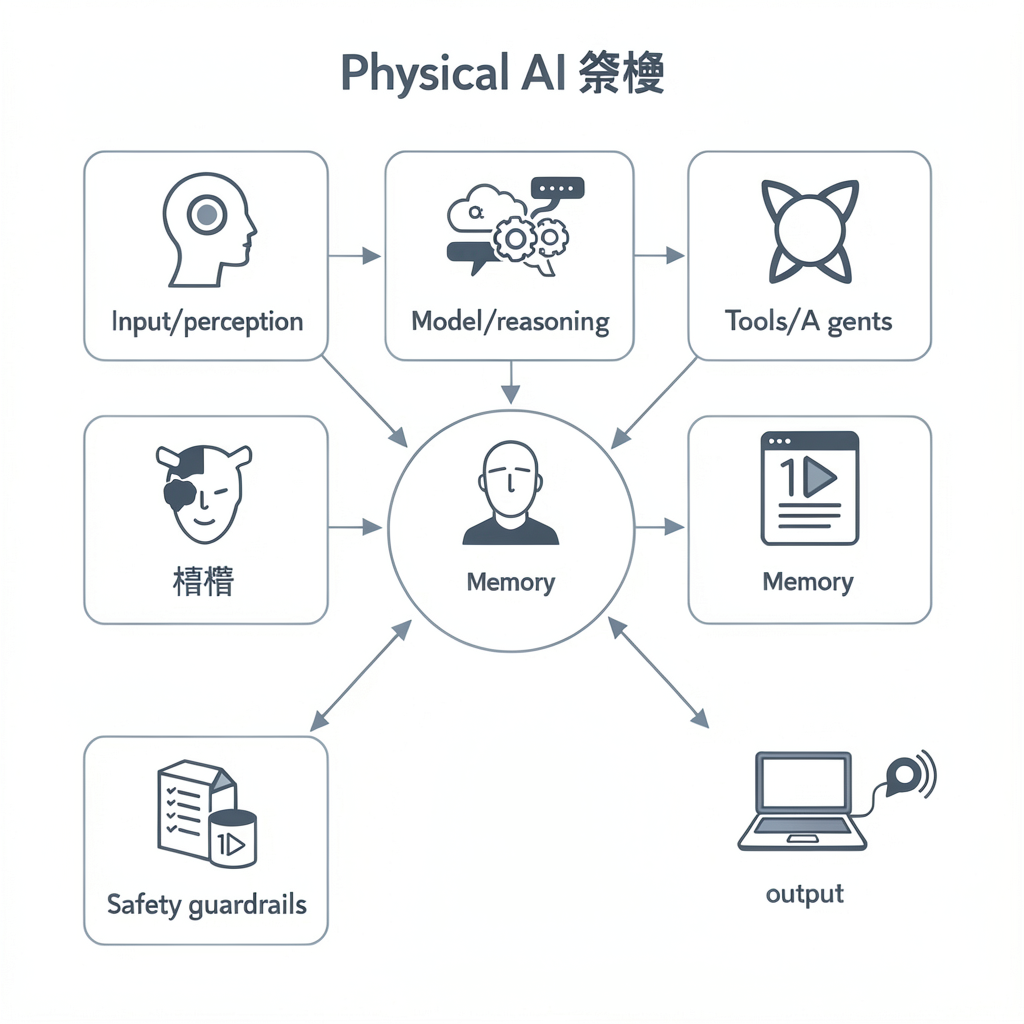 Physical AI
Input/perception
Model/reasoning
Tools/A gents
Memory
Memory
Safety guardrails
output